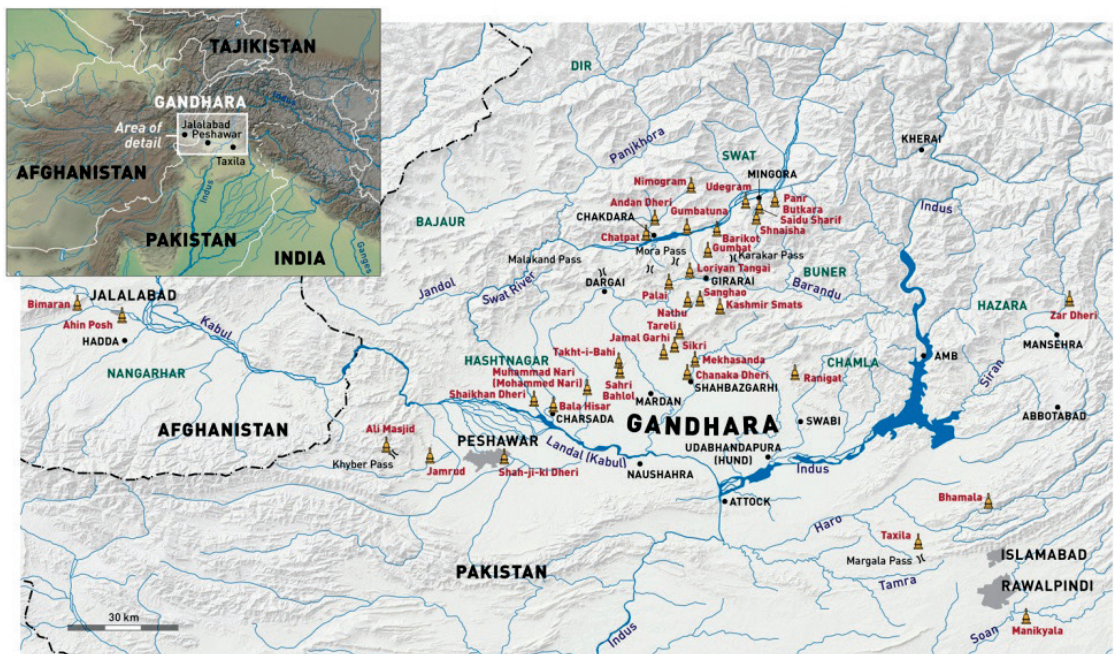 TAJIKISTAN
Indus
GANDHARA
Area of
detail
Jalalabad
Peshawar
Taxila
AFGHANISTAN
Indus
PAKISTAN
INDIA
Ganges
DIR
KHERAI
Panjkhora
SWAT
MINGORA
Nimogram
Udegram
Panr
Butkara
Saidu Sharif
Shnaisha
Indus
Andan Dheri
Gumbatuna
CHAKDARA
BAJAUR
Chatpat
Barikot
Gumbat
Mora Pass
Karakar Pass
Malakand Pass
Loriyan Tangai
BUNER
Jandol
Swat River
DARGAI
GIRARAI
Barandu
Palai
Sanghao
Kashmir Smats
Nathu
HAZARA
Zar Dheri
Bimaran
JALALABAD
Ahin Posh
Kabul
HADDA
Tareli
Jamal Garhi
Sikri
MANSEHRA
HASHTNAGAR
Takht-i-Bahi
Mekhasanda
CHAMLA
AMB
Siran
NANGARHAR
Muhammad Nari
(Mohammed Nari)
Sahri
Bahlol
Chanaka Dheri
SHAHBAZGARHI
Ranigat
Shaikhan Dheri
MARDAN
Bala Hisar
CHARSADA
ABBOTABAD
GANDHARA
SWABI
AFGHANISTAN
Ali Masjid
PESHAWAR
Khyber Pass
Jamrud
Shah-ji-ki Dheri
Landal (Kabul)
NAUSHAHRA
UDABHANDAPURA
(HUND)
Indus
ATTOCK
Bhamala
Haro
Taxila
Margala Pass
ISLAMABAD
PAKISTAN
Tamra
RAWALPINDI
30 km
Indus
Soan
Manikyala